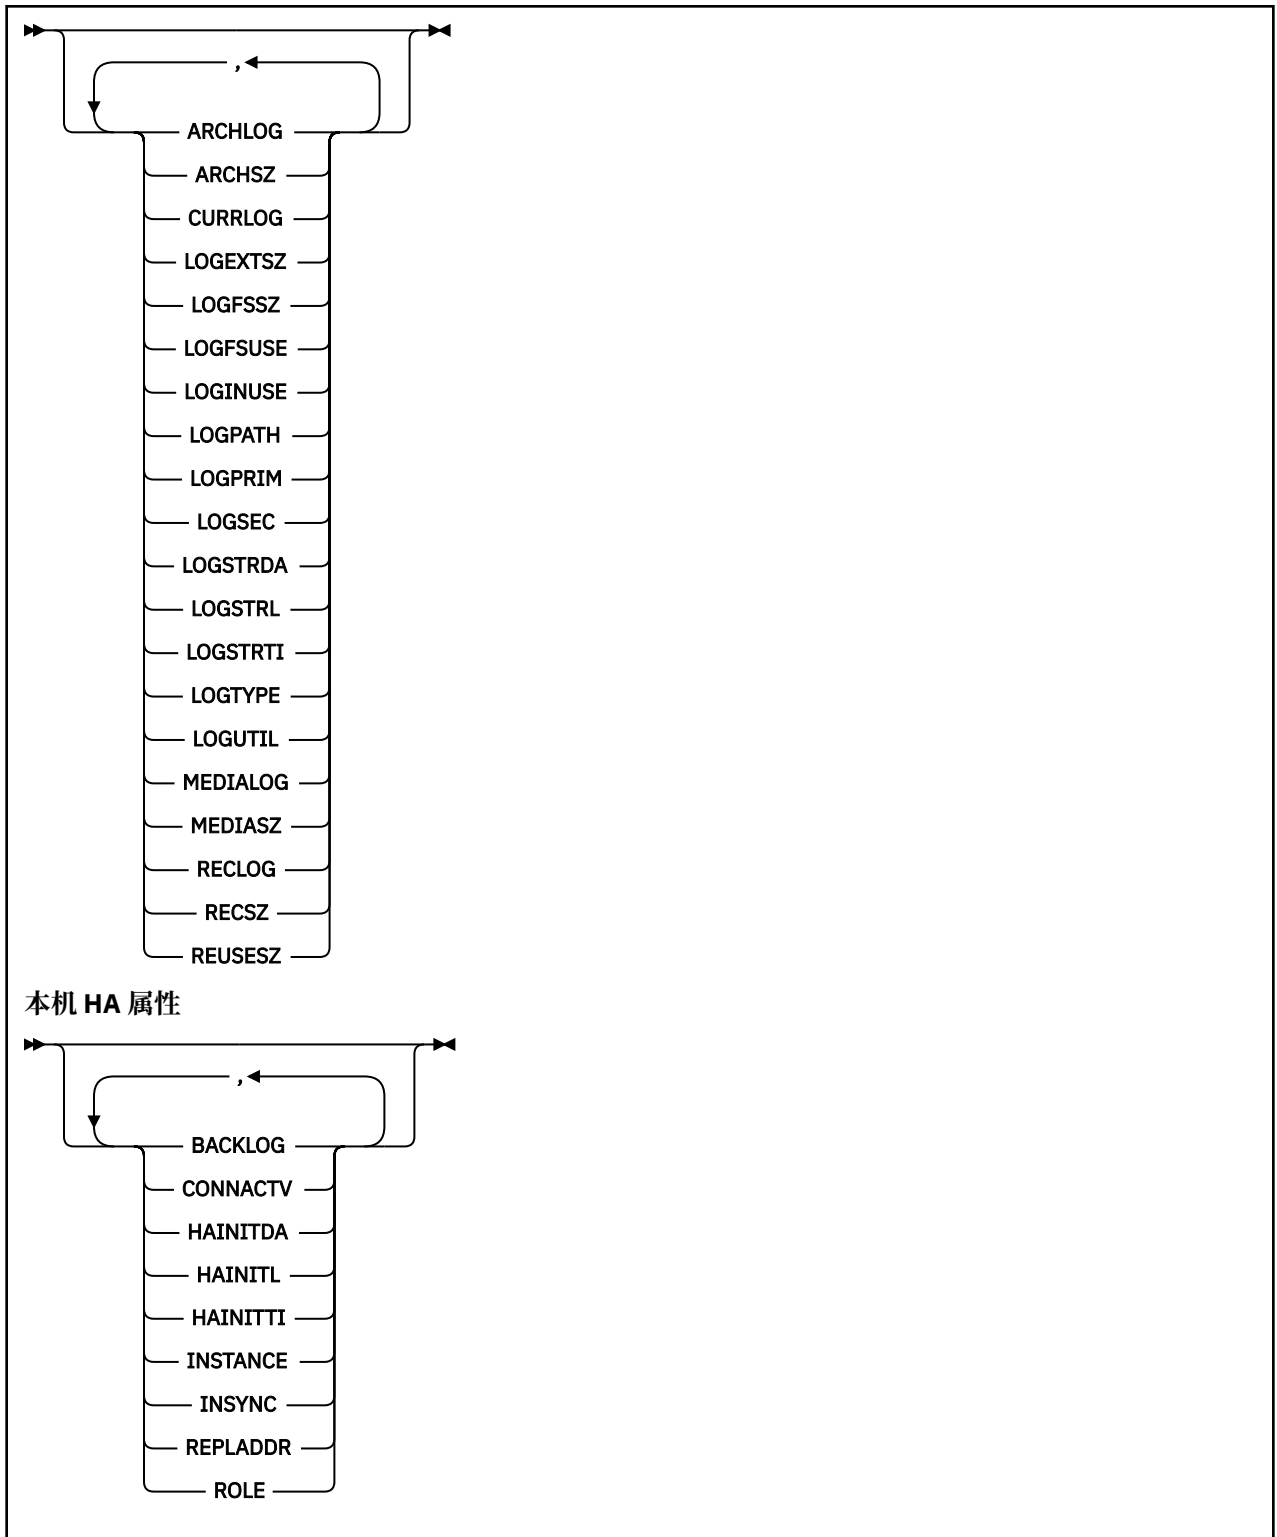 ,
ARCHLOG
ARCHSZ
CURRLOG
LOGEXTSZ
LOGFSSZ
LOGFSUSE
LOGINUSE
LOGPATH
LOGPRIM
LOGSEC
LOGSTRDA
LOGSTRL
LOGSTRTI
LOGTYPE
LOGUTIL
MEDIALOG
MEDIASZ
RECLOG
RECSZ
REUSESZ
本机 HA 属性
,
BACKLOG
CONNACTV
HAINITDA
HAINITL
HAINITTI
INSTANCE
INSYNC
REPLADDR
ROLE